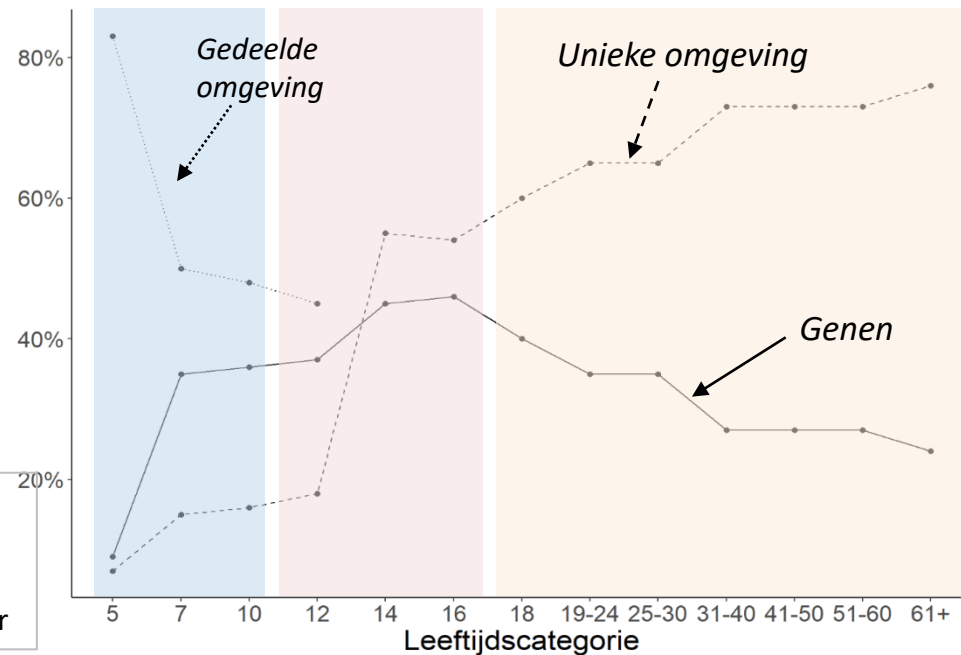 80%
60%
40%
20%
Gedeelde
omgeving
Unieke omgeving
Genen
r
5 7 10 12 14 16 18 19-24 25-30 31-40 41-50 51-60 61+
Leeftijdscategorie